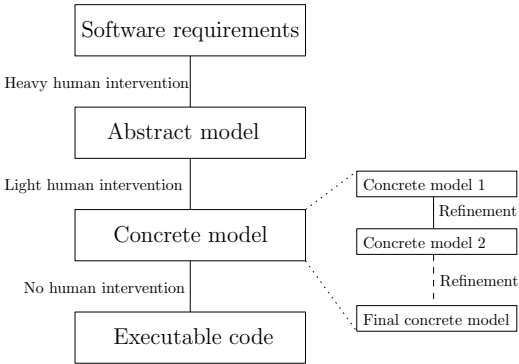 Software requirements
Heavy human intervention
Abstract model
Light human intervention
Concrete model
No human intervention
Executable code
Concrete model 1
Refinement
Concrete model 2
Refinement
Final concrete model